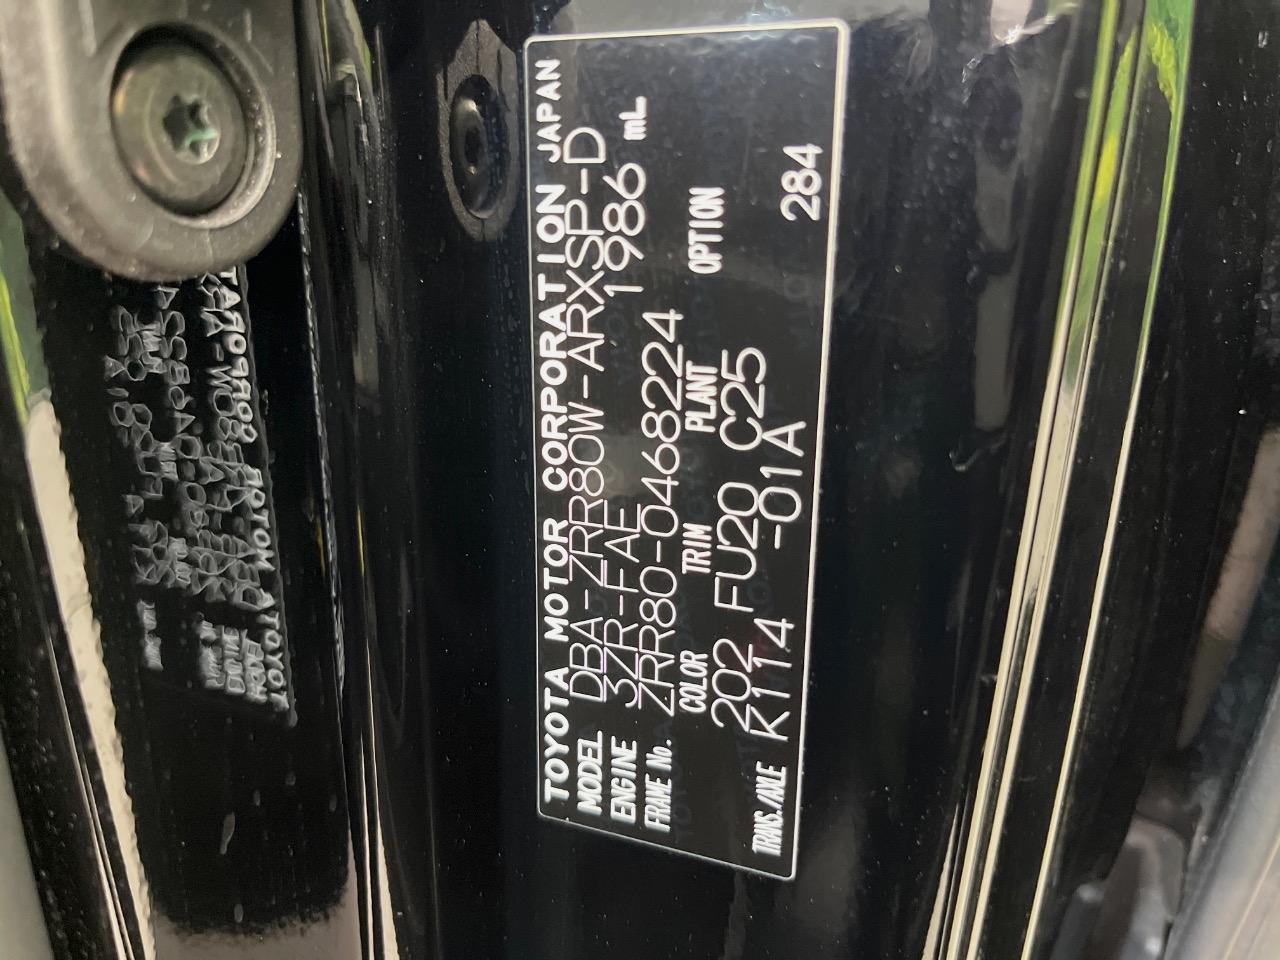 TOYOTA MOTOR CORPORATION JAPAN
MODEL DBA-ZRR80W-ARXSP-D
ENGINE 3ZR-FAE 1986 mL
FRAME No. ZRR80-0468224
COLOR TRIM PLANT OPTION
202 FU20 C25
TRANS./AXLE K114 -01A 284